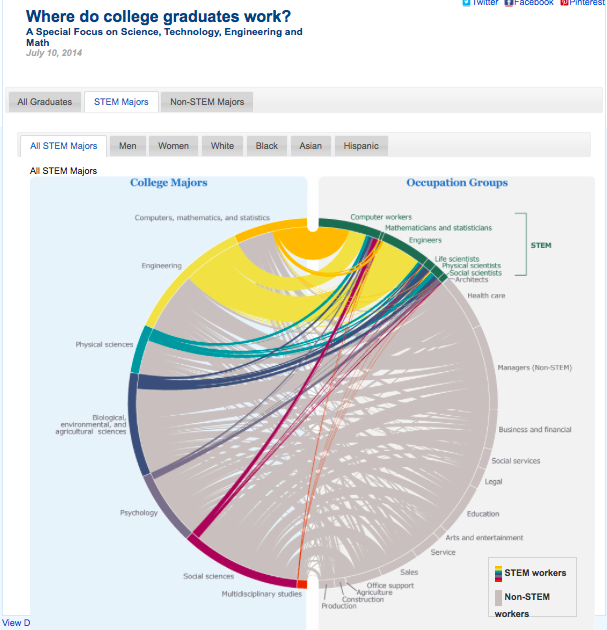 Twitter Facebook Pinterest
Where do college graduates work?
A Special Focus on Science, Technology, Engineering and
Math
July 10, 2014
All Graduates STEM Majors Non-STEM Majors
All STEM Majors Men Women White Black Asian Hispanic
All STEM Majors
College Majors
Computers, mathematics, and statistics
Engineering
Physical sciences
Biological,
environmental, and
agricultural sciences
Psychology
Social sciences
Multidisciplinary studies
Occupation Groups
Computer workers
Mathematicians and statisticians
Engineers
Life scientists
Physical scientists
Social scientists
STEM
Architects
Health care
Managers (Non-STEM)
Business and financial
Social services
Legal
Education
Arts and entertainment
Service
Sales
Office support
Agriculture
Construction
Production
STEM workers
Non-STEM
workers
View D